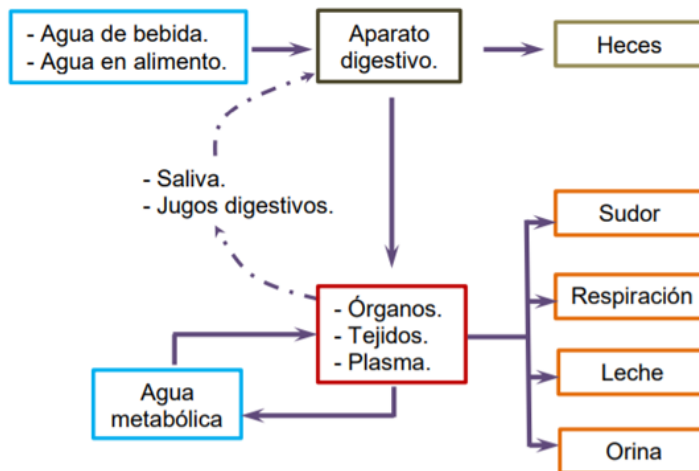 - Agua de bebida.
- Agua en alimento.
Aparato
digestivo.
Heces
- Saliva.
- Jugos digestivos.
Sudor
Respiración
Leche
Orina
- Órganos.
- Tejidos.
- Plasma.
Agua
metabólica